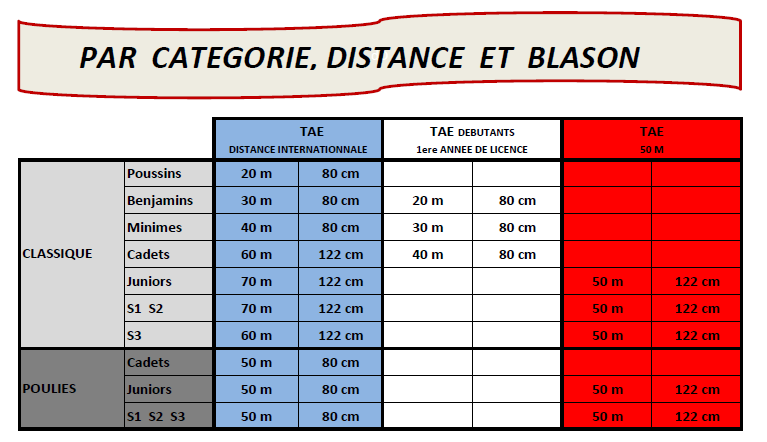 PAR CATEGORIE, DISTANCE ET BLASON
TAE TAE DEBUTANTS TAE
DISTANCE INTERNATIONNALE 1ere ANNEE DE LICENCE 50 M
Poussins 20 m 80 cm
Benjamins 30 m 80 cm 20 m 80 cm
Minimes 40 m 80 cm 30 m 80 cm
CLASSIQUE Cadets 60 m 122 cm 40 m 80 cm
Juniors 70 m 122 cm 50 m 122 cm
S1 S2 70 m 122 cm 50 m 122 cm
S3 60 m 122 cm 50 m 122 cm
Cadets 50 m 80 cm
POULIES Juniors 50 m 80 cm 50 m 122 cm
S1 S2 S3 50 m 80 cm 50 m 122 cm